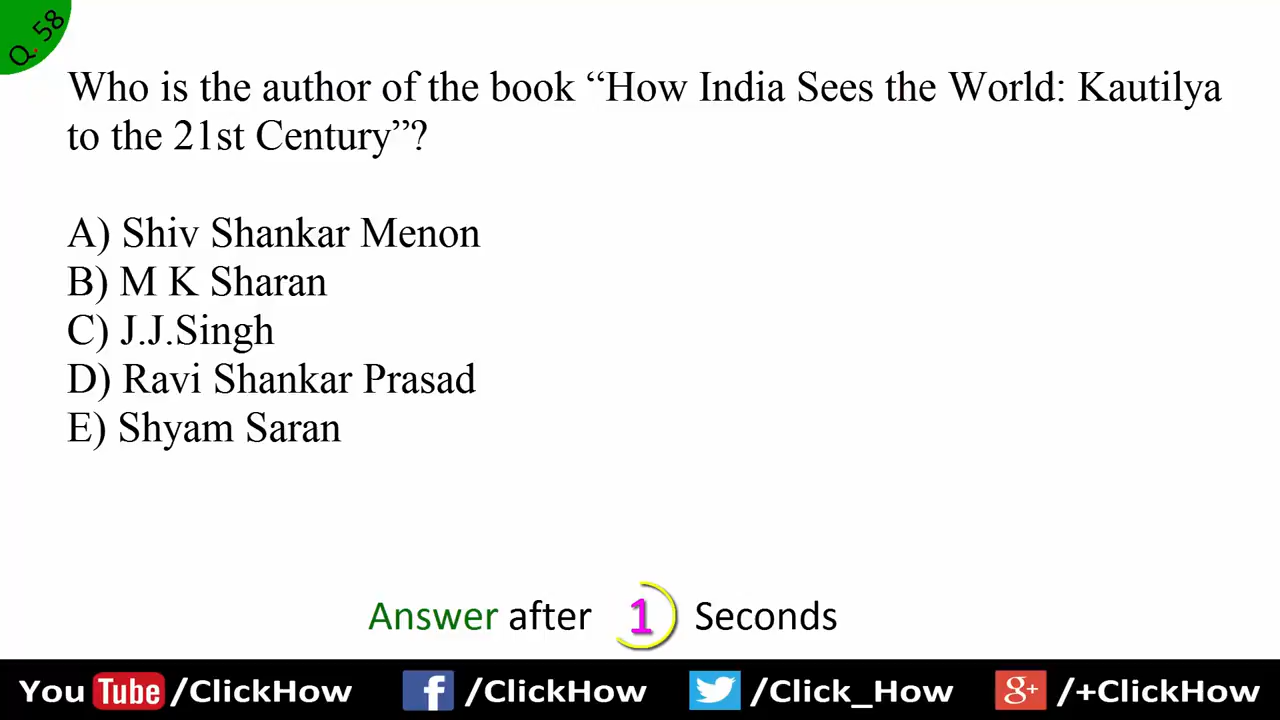 Q. 58
Who is the author of the book “How India Sees the World: Kautilya
to the 21st Century”?
A) Shiv Shankar Menon
B) M K Sharan
C) J.J.Singh
D) Ravi Shankar Prasad
E) Shyam Saran
Answer after 1 Seconds
You Tube /ClickHow f /ClickHow /Click_How g+ /+ClickHow